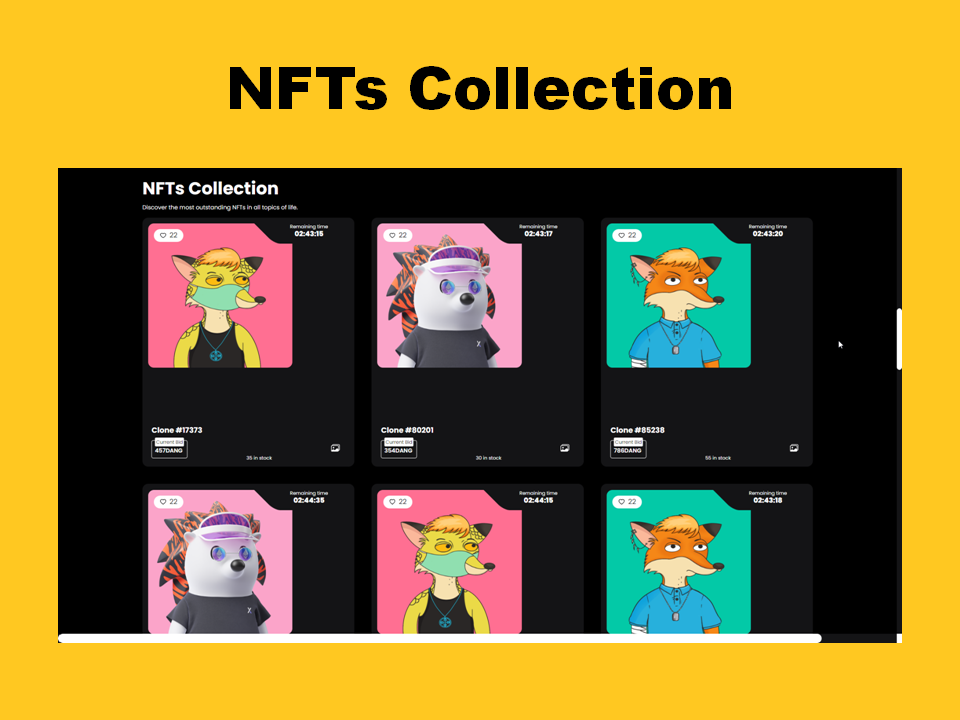 NFTs Collection
NFTs Collection
Discover the most outstanding NFTs in all topics of life.
22
Remaining time
02:43:15
22
Remaining time
02:43:17
22
Remaining time
02:43:20
X
Clone #17373
Current Bid
457DANG
35 in stock
Clone #80201
Current Bid
354DANG
30 in stock
Clone #85238
Current Bid
786DANG
55 in stock
22
Remaining time
02:44:35
22
Remaining time
02:44:15
22
Remaining time
02:43:18
X